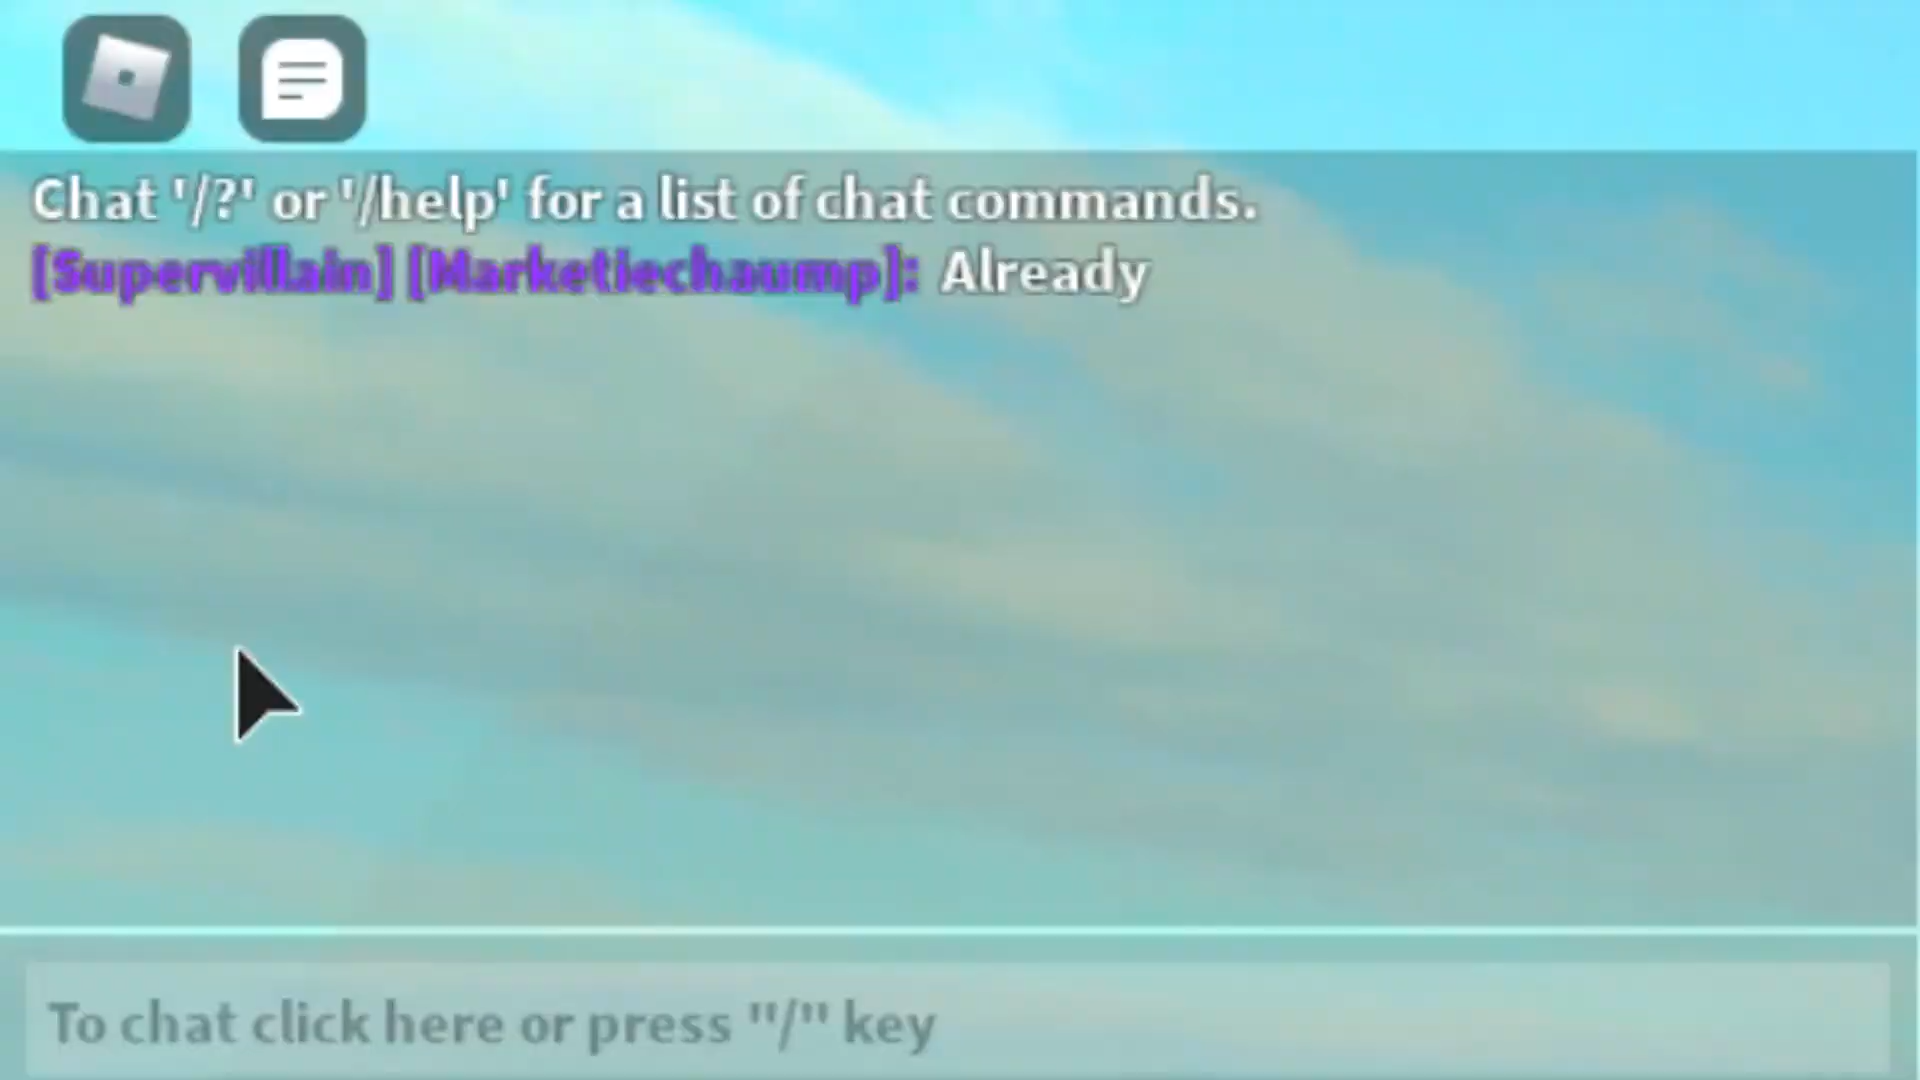 Chat '/?' or '/help' for a list of chat commands.
[Supervillain] [Marketiechaump]: Already
To chat click here or press "/" key